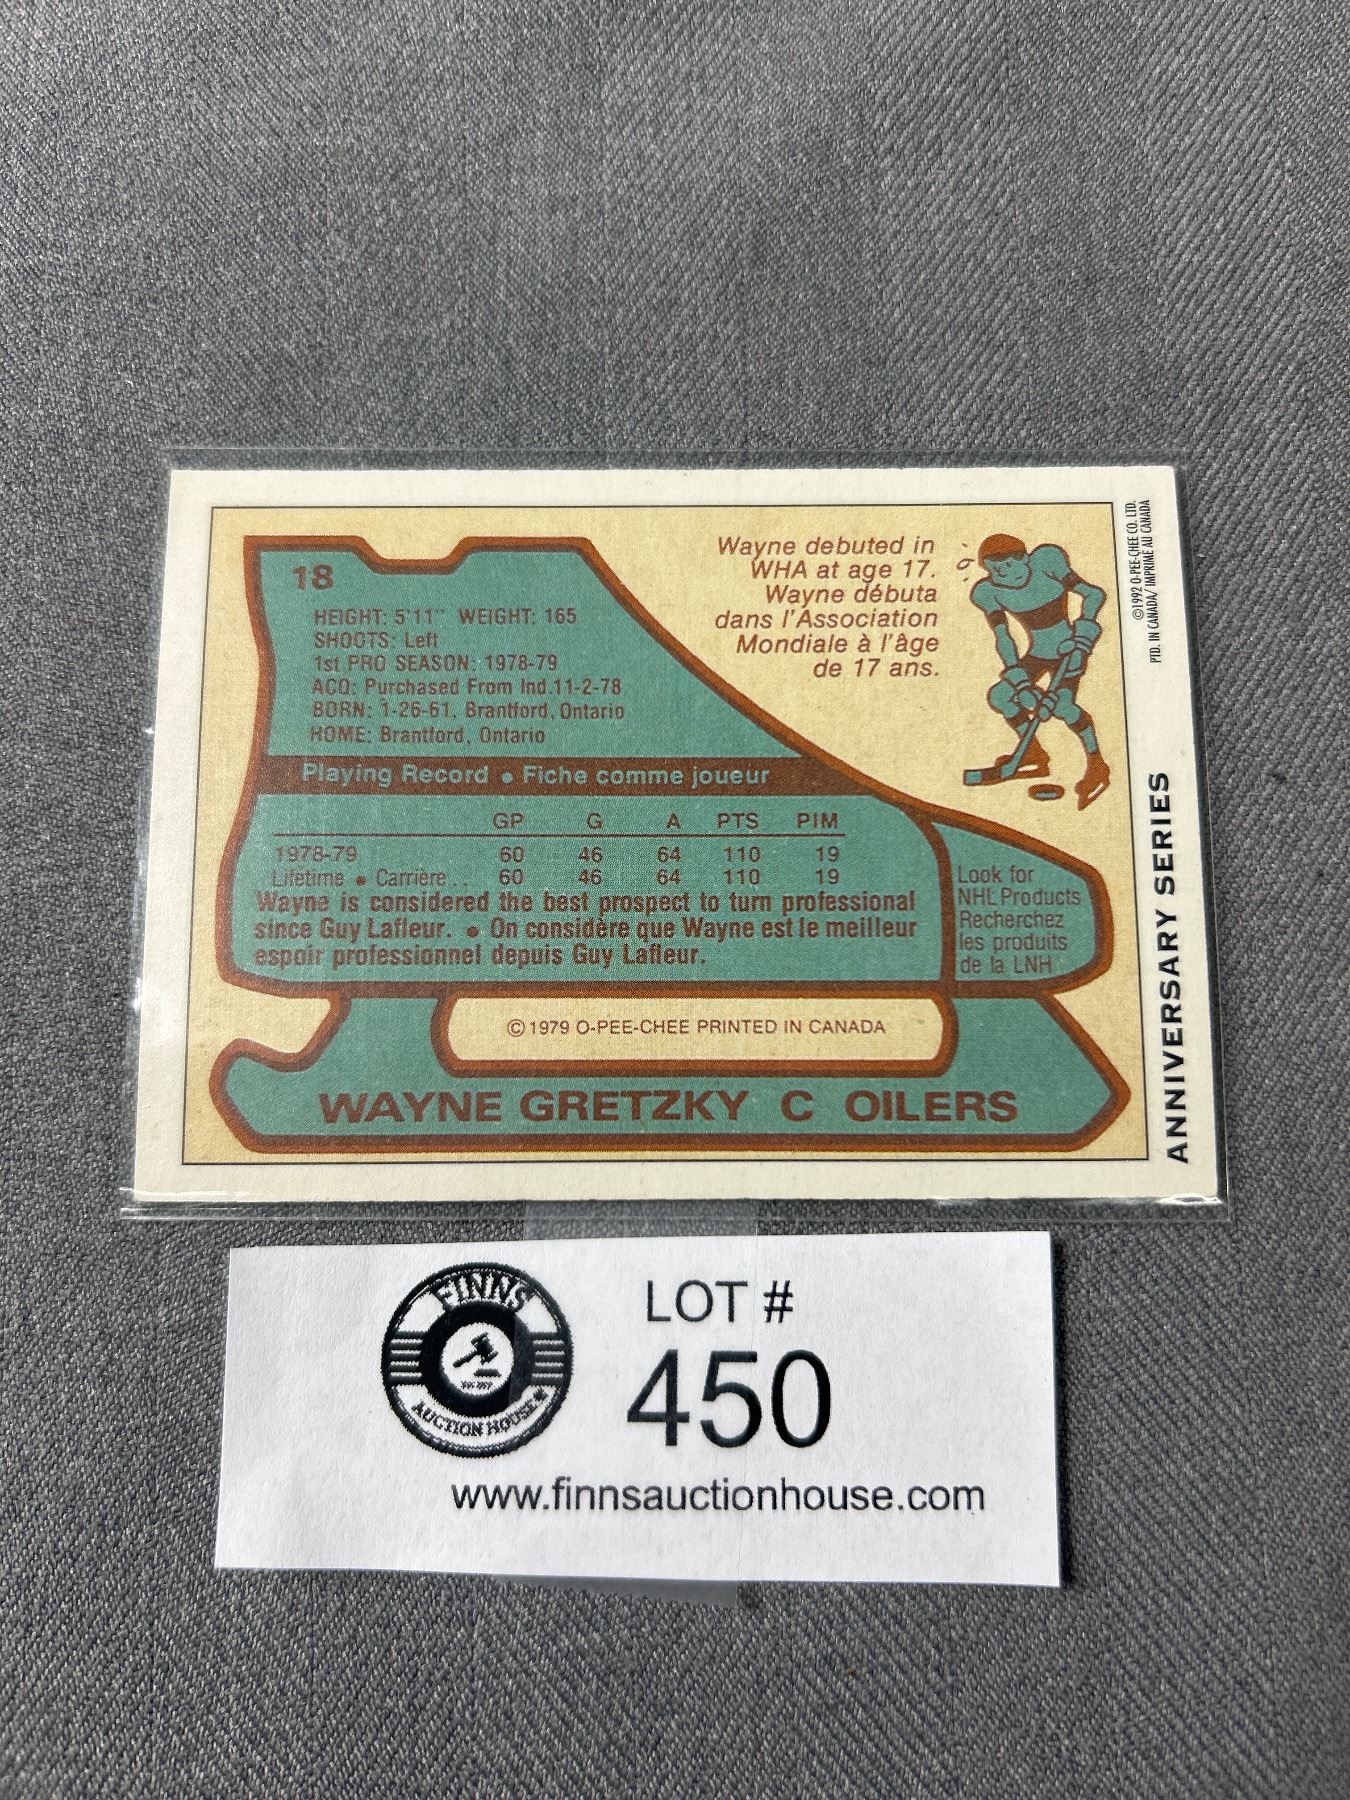 18
HEIGHT: 5'11" WEIGHT: 165
SHOOTS: Left
1st PRO SEASON: 1978-79
ACQ: Purchased From Ind.11-2-78
BORN: 1-26-61, Brantford, Ontario
HOME: Brantford, Ontario
Wayne debuted in
WHA at age 17.
Wayne débuta
dans l'Association
Mondiale à l'âge
de 17 ans.
©1992 O-PEE-CHEE CO. LTD.
PTD. IN CANADA/ IMPRIMÉ AU CANADA
Playing Record • Fiche comme joueur
GP G A PTS PIM
1978-79 60 46 64 110 19
Lifetime • Carrière .. 60 46 64 110 19
Wayne is considered the best prospect to turn professional
since Guy Lafleur. • On considère que Wayne est le meilleur
espoir professionnel depuis Guy Lafleur.
Look for
NHL Products
Recherchez
les produits
de la LNH
© 1979 O-PEE-CHEE PRINTED IN CANADA
WAYNE GRETZKY C OILERS
ANNIVERSARY SERIES
FINNS
AUCTION HOUSE
LOT #
450
www.finnsauctionhouse.com